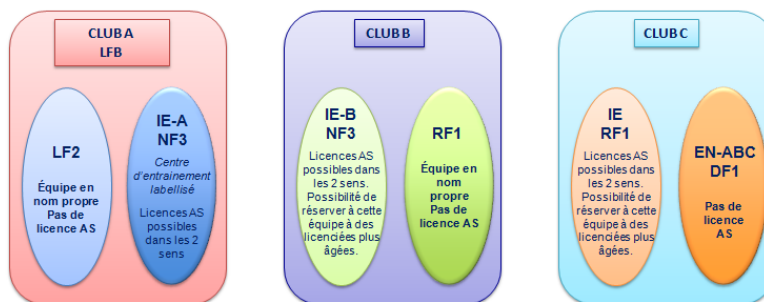 CLUB A
LFB
LF2
Équipe en
nom propre
Pas de
licence AS
IE-A
NF3
Centre
d'entrainement
labellisé
Licences AS
possibles
dans les 2
sens
CLUB B
IE-B
NF3
Licences AS
possibles dans
les 2 sens.
Possibilité de
réserver à cette
équipe à des
licenciées plus
âgées.
RF1
Équipe en
nom
propre
Pas de
licence AS
CLUB C
IE
RF1
Licences AS
possibles dans
les 2 sens.
Possibilité de
réserver à cette
équipe à des
licenciées plus
âgées.
EN-ABC
DF1
Pas de
licence
AS